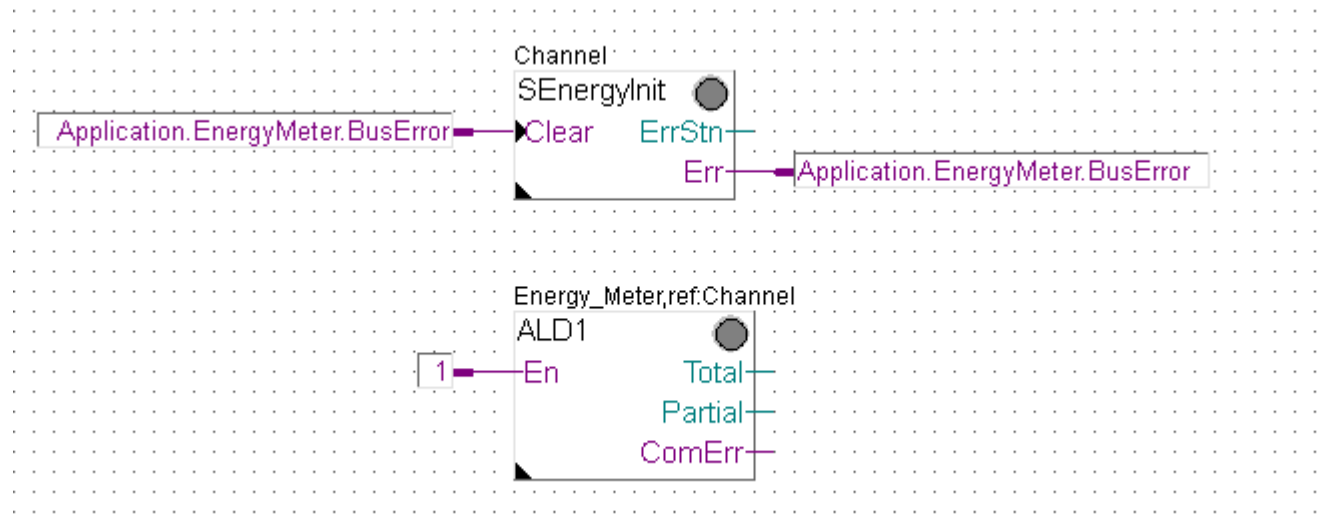 Channel
SEnergyInit
Application.EnergyMeter.BusError Clear ErrStn
Err Application.EnergyMeter.BusError
Energy_Meter,ref:Channel
ALD1
1 En Total
Partial
ComErr